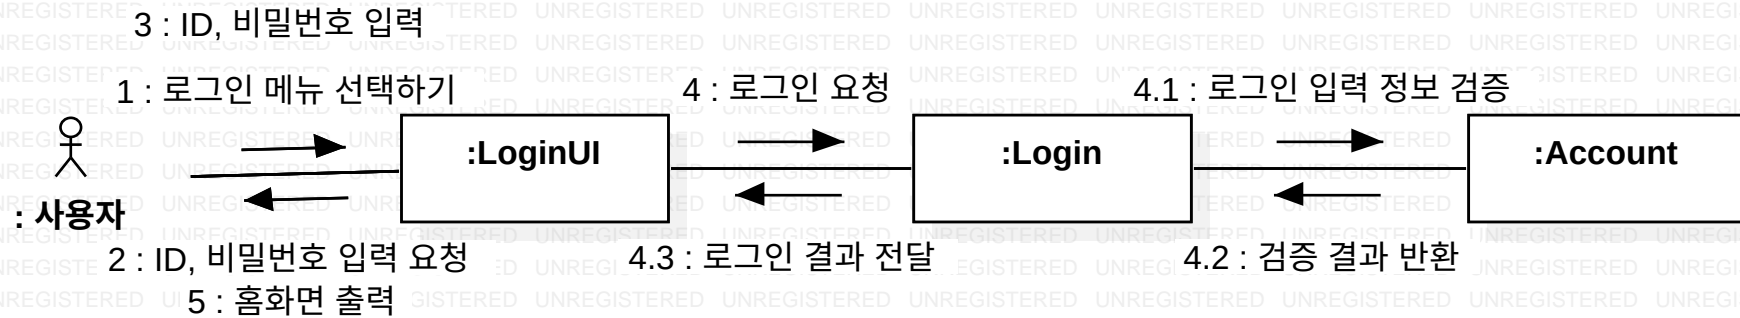 3 : ID, 비밀번호 입력
1 : 로그인 메뉴 선택하기
4 : 로그인 요청
4.1 : 로그인 입력 정보 검증
:LoginUI
:Login
:Account
: 사용자
2 : ID, 비밀번호 입력 요청
4.3 : 로그인 결과 전달
4.2 : 검증 결과 반환
5 : 홈화면 출력
UNREGISTERED